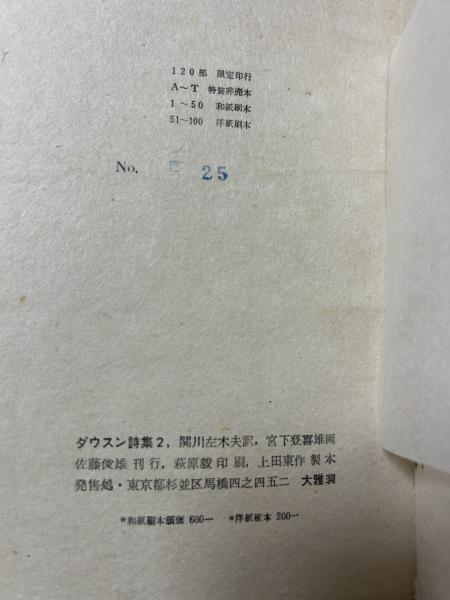 120部 限定印行
A〜T 特装非売本
1〜50 和紙刷本
51〜100 洋紙刷本
No. 25
ダウスン詩集2, 関川左木夫訳, 宮下登喜雄画
佐藤俊雄刊行, 萩原毅印刷, 上田東作製本
発售処・東京都杉並区馬橋四之四五二 大雅洞
*和紙刷本頒価 600— *洋紙刷本 200—